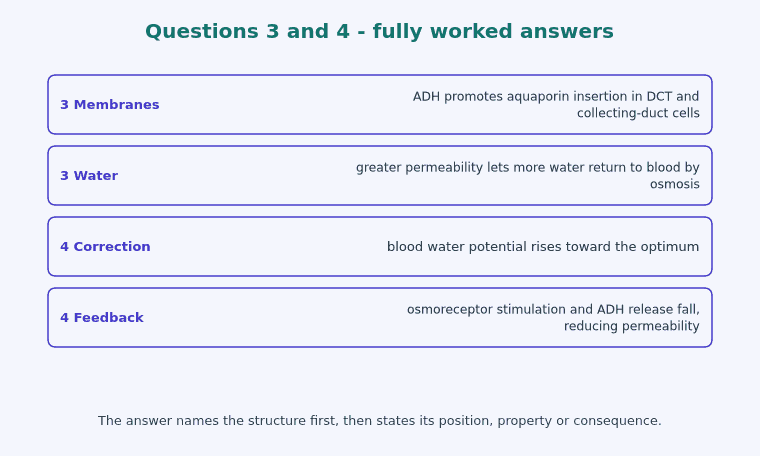 Questions 3 and 4 - fully worked answers
3 Membranes
ADH promotes aquaporin insertion in DCT and
collecting-duct cells
3 Water
greater permeability lets more water return to blood by
osmosis
4 Correction
blood water potential rises toward the optimum
4 Feedback
osmoreceptor stimulation and ADH release fall,
reducing permeability
The answer names the structure first, then states its position, property or consequence.